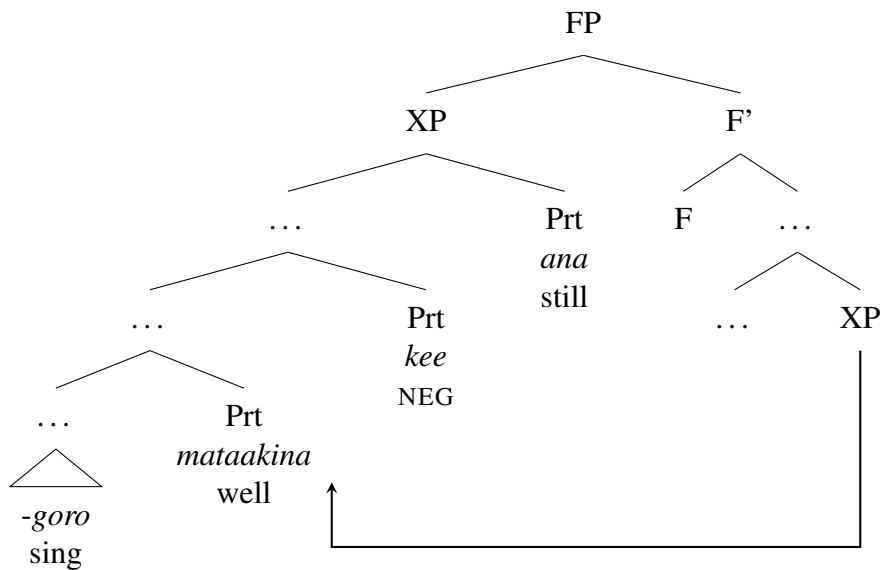 FP
XP F’
... Prt F ...
ana
still
... Prt ... XP
kee
NEG
... Prt
mataakina
well
-goro
sing